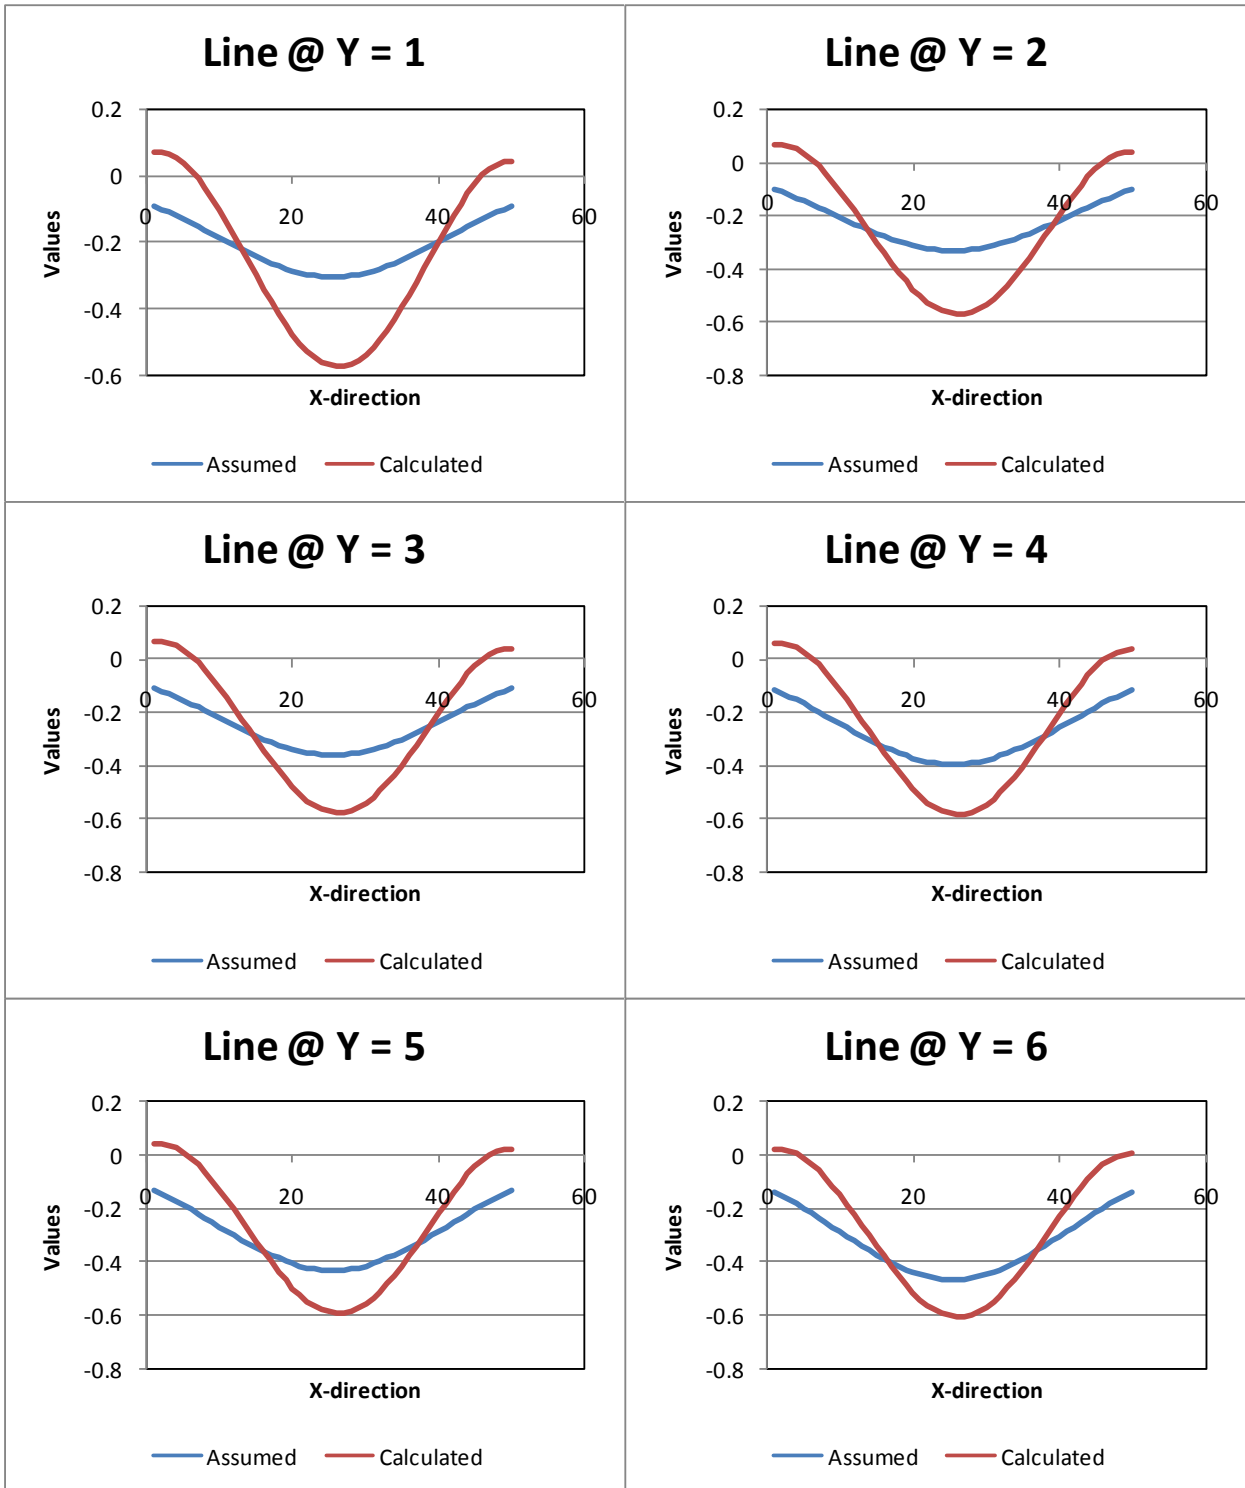 Line @ Y = 1
0.2
0
-0.2
-0.4
-0.6
0 20 40 60
Values
X-direction
Assumed Calculated
Line @ Y = 2
0.2
0
-0.2
-0.4
-0.6
-0.8
0 20 40 60
Values
X-direction
Assumed Calculated
Line @ Y = 3
0.2
0
-0.2
-0.4
-0.6
-0.8
0 20 40 60
Values
X-direction
Assumed Calculated
Line @ Y = 4
0.2
0
-0.2
-0.4
-0.6
-0.8
0 20 40 60
Values
X-direction
Assumed Calculated
Line @ Y = 5
0.2
0
-0.2
-0.4
-0.6
-0.8
0 20 40 60
Values
X-direction
Assumed Calculated
Line @ Y = 6
0.2
0
-0.2
-0.4
-0.6
-0.8
0 20 40 60
Values
X-direction
Assumed Calculated